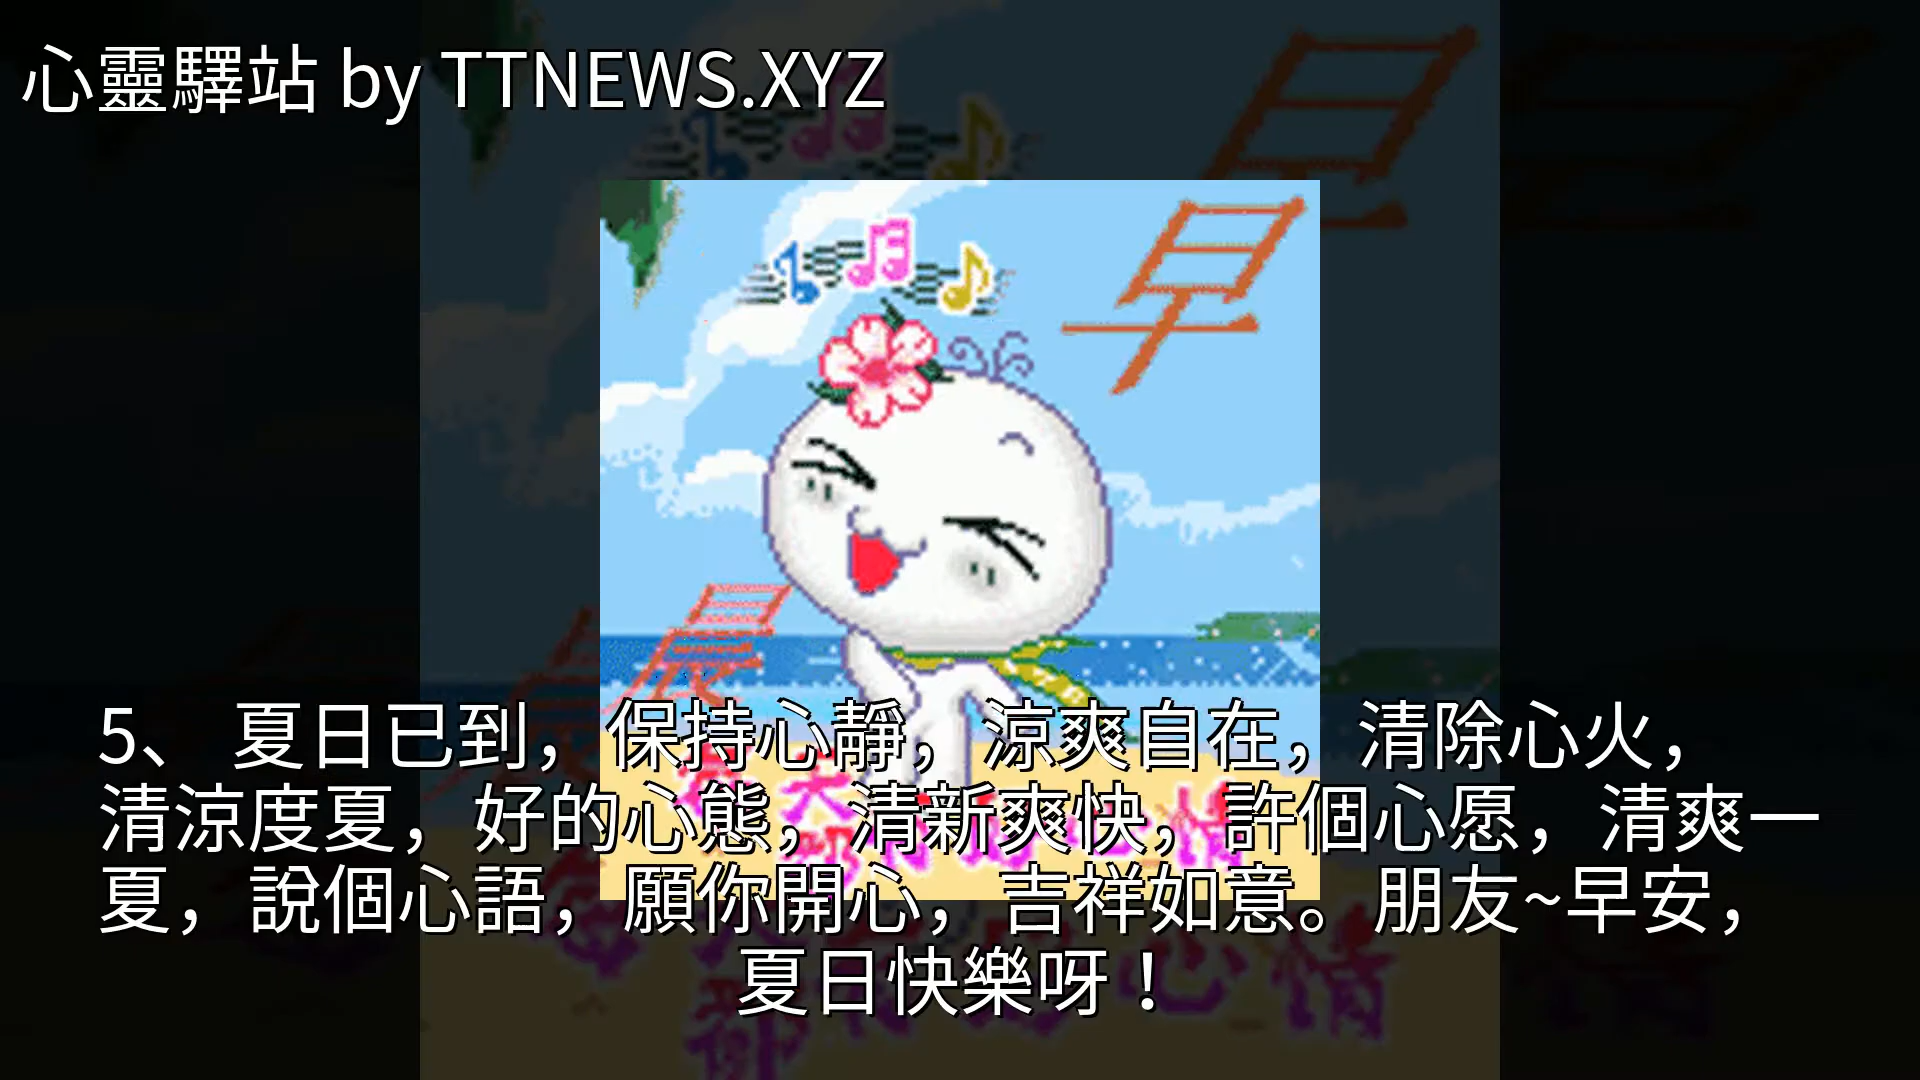 心靈驛站 by TTNEWS.XYZ
早
晨
5、 夏日已到，保持心靜，涼爽自在，清除心火，
清涼度夏，好的心態，清新爽快，許個心愿，清爽一
夏，說個心語，願你開心，吉祥如意。朋友~早安，
夏日快樂呀！